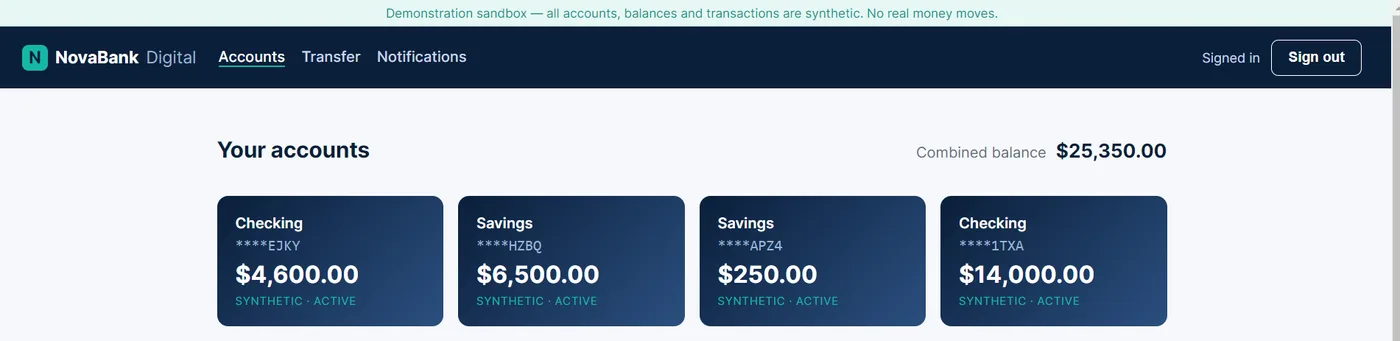 Demonstration sandbox — all accounts, balances and transactions are synthetic. No real money moves.
N NovaBank Digital Accounts Transfer Notifications Signed in Sign out
Your accounts Combined balance $25,350.00
Checking
****EJKY
$4,600.00
SYNTHETIC · ACTIVE
Savings
****HZBQ
$6,500.00
SYNTHETIC · ACTIVE
Savings
****APZ4
$250.00
SYNTHETIC · ACTIVE
Checking
****1TXA
$14,000.00
SYNTHETIC · ACTIVE